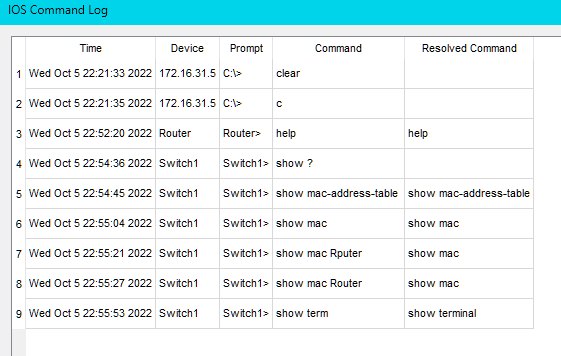 IOS Command Log
Time Device Prompt Command Resolved Command
1 Wed Oct 5 22:21:33 2022 172.16.31.5 C:\> clear
2 Wed Oct 5 22:21:35 2022 172.16.31.5 C:\> c
3 Wed Oct 5 22:52:20 2022 Router Router> help help
4 Wed Oct 5 22:54:36 2022 Switch1 Switch1> show ?
5 Wed Oct 5 22:54:45 2022 Switch1 Switch1> show mac-address-table show mac-address-table
6 Wed Oct 5 22:55:04 2022 Switch1 Switch1> show mac show mac
7 Wed Oct 5 22:55:21 2022 Switch1 Switch1> show mac Rputer show mac
8 Wed Oct 5 22:55:27 2022 Switch1 Switch1> show mac Router show mac
9 Wed Oct 5 22:55:53 2022 Switch1 Switch1> show term show terminal